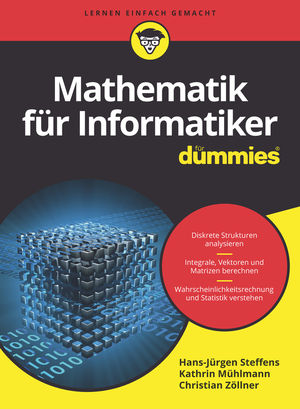 LERNEN EINFACH GEMACHT
Mathematik
für Informatiker
für
dummies®
Diskrete Strukturen
analysieren
Integrale, Vektoren und
Matrizen berechnen
Wahrscheinlichkeitsrechnung
und Statistik verstehen
Hans-Jürgen Steffens
Kathrin Mühlmann
Christian Zöllner